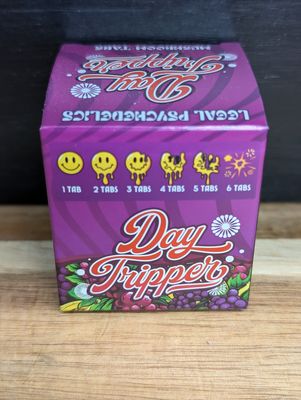 MUSHROOM TABS
Day
Tripper
LEGAL PSYCHEDELICS
1 TAB
2 TABS
3 TABS
4 TABS
5 TABS
6 TABS
Day
Tripper